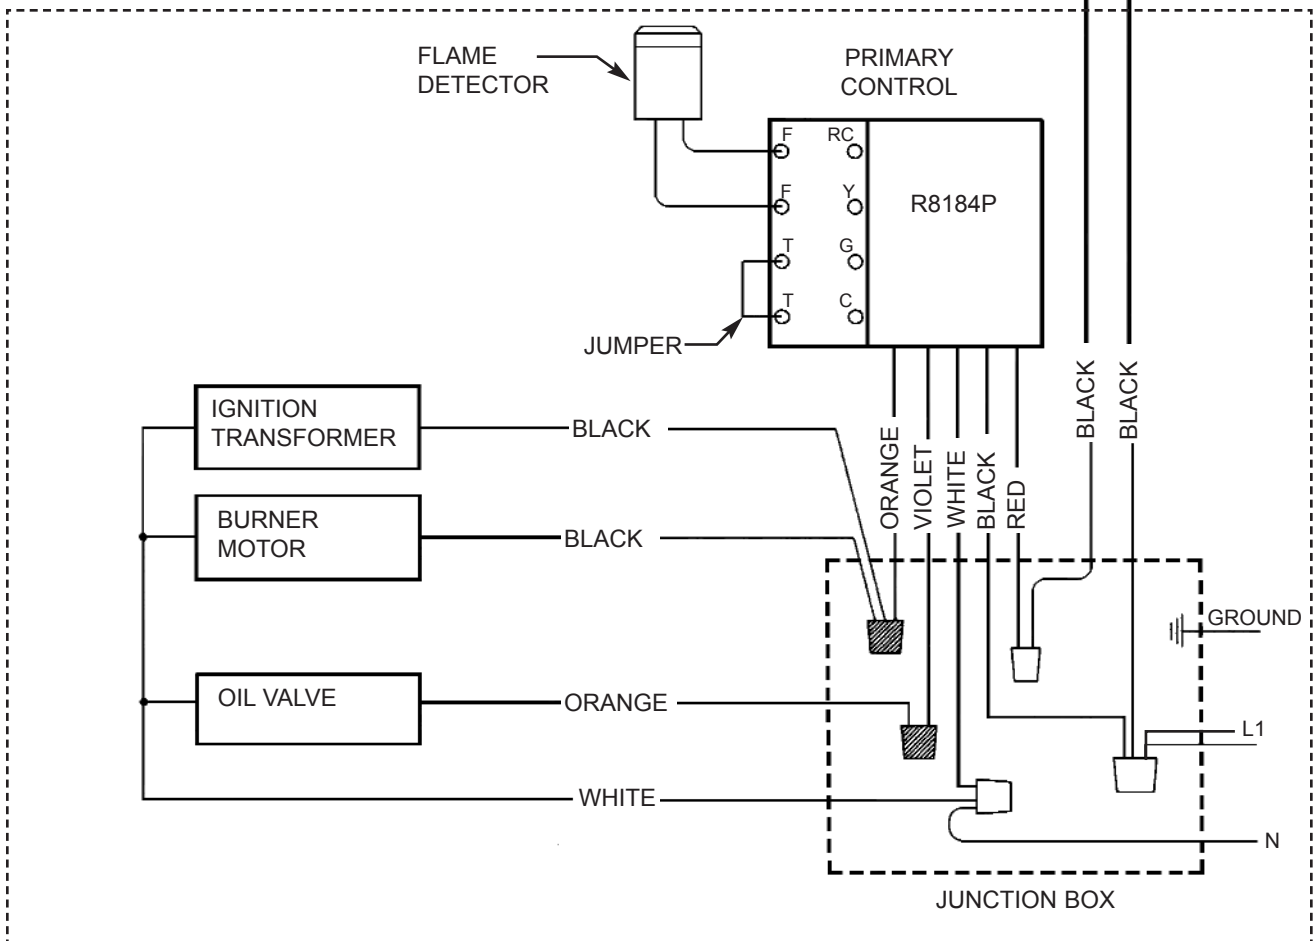 FLAME
DETECTOR
PRIMARY
CONTROL
F
RC
F
Y
R8184P
T
G
T
C
JUMPER
IGNITION
TRANSFORMER
BLACK
BURNER
MOTOR
BLACK
ORANGE
VIOLET
WHITE
BLACK
RED
BLACK
BLACK
GROUND
OIL VALVE
ORANGE
L1
WHITE
N
JUNCTION BOX